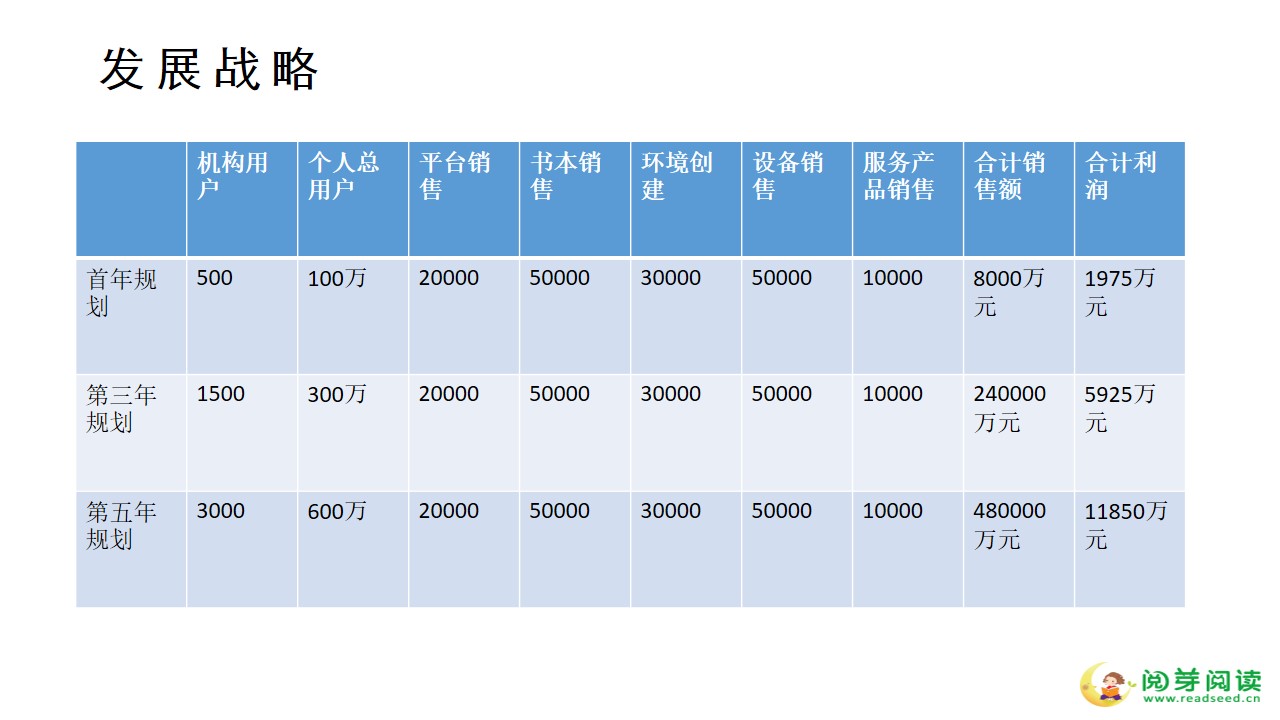 发展战略
机构用户 个人总用户 平台销售 书本销售 环境创建 设备销售 服务产品销售 合计销售额 合计利润
首年规划 500 100万 20000 50000 30000 50000 10000 8000万元 1975万元
第三年规划 1500 300万 20000 50000 30000 50000 10000 240000万元 5925万元
第五年规划 3000 600万 20000 50000 30000 50000 10000 480000万元 11850万元
阅芽阅读
www.readseed.cn